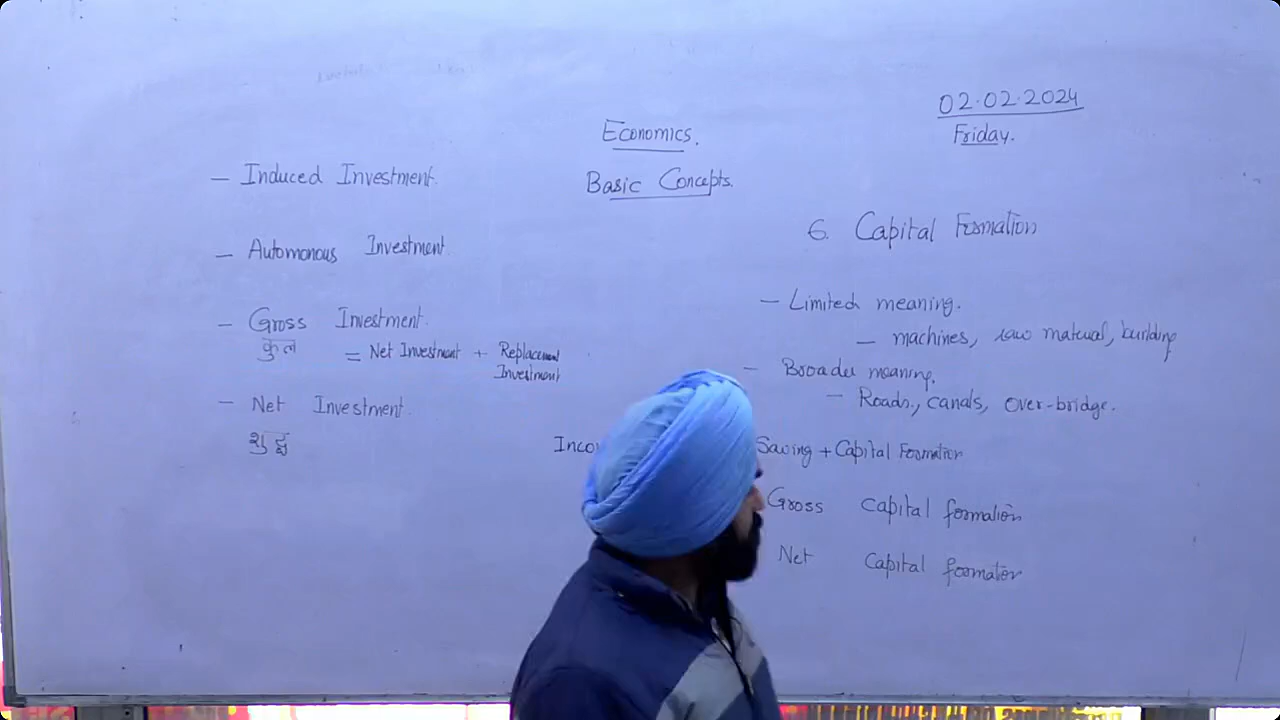 02.02.2024
Friday.
Economics.
Basic Concepts.
– Induced Investment.
– Automonous Investment.
– Gross Investment.
कुल
= Net Investment + Replacement Investment
– Net Investment.
शुद्ध
6. Capital Formation
– Limited meaning.
– machines, raw material, building
– Broader meaning.
– Roads, canals, over-bridge.
Saving + Capital Formation
Gross Capital formation
Net Capital formation